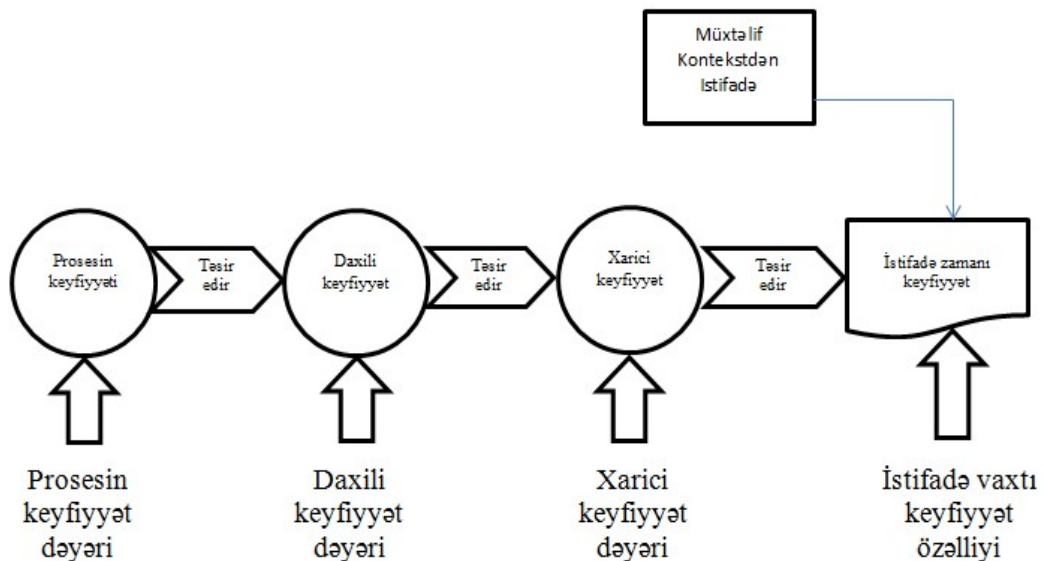 Müxtəlif
Kontekstdən
Istifadə
Prosesin
keyfiyyəti
Təsir
edir
Daxili
keyfiyyət
Təsir
edir
Xarici
keyfiyyət
Təsir
edir
İstifadə zamanı
keyfiyyət
Prosesin
keyfiyyət
dəyəri
Daxili
keyfiyyət
dəyəri
Xarici
keyfiyyət
dəyəri
İstifadə vaxtı
keyfiyyət
özəlliyi